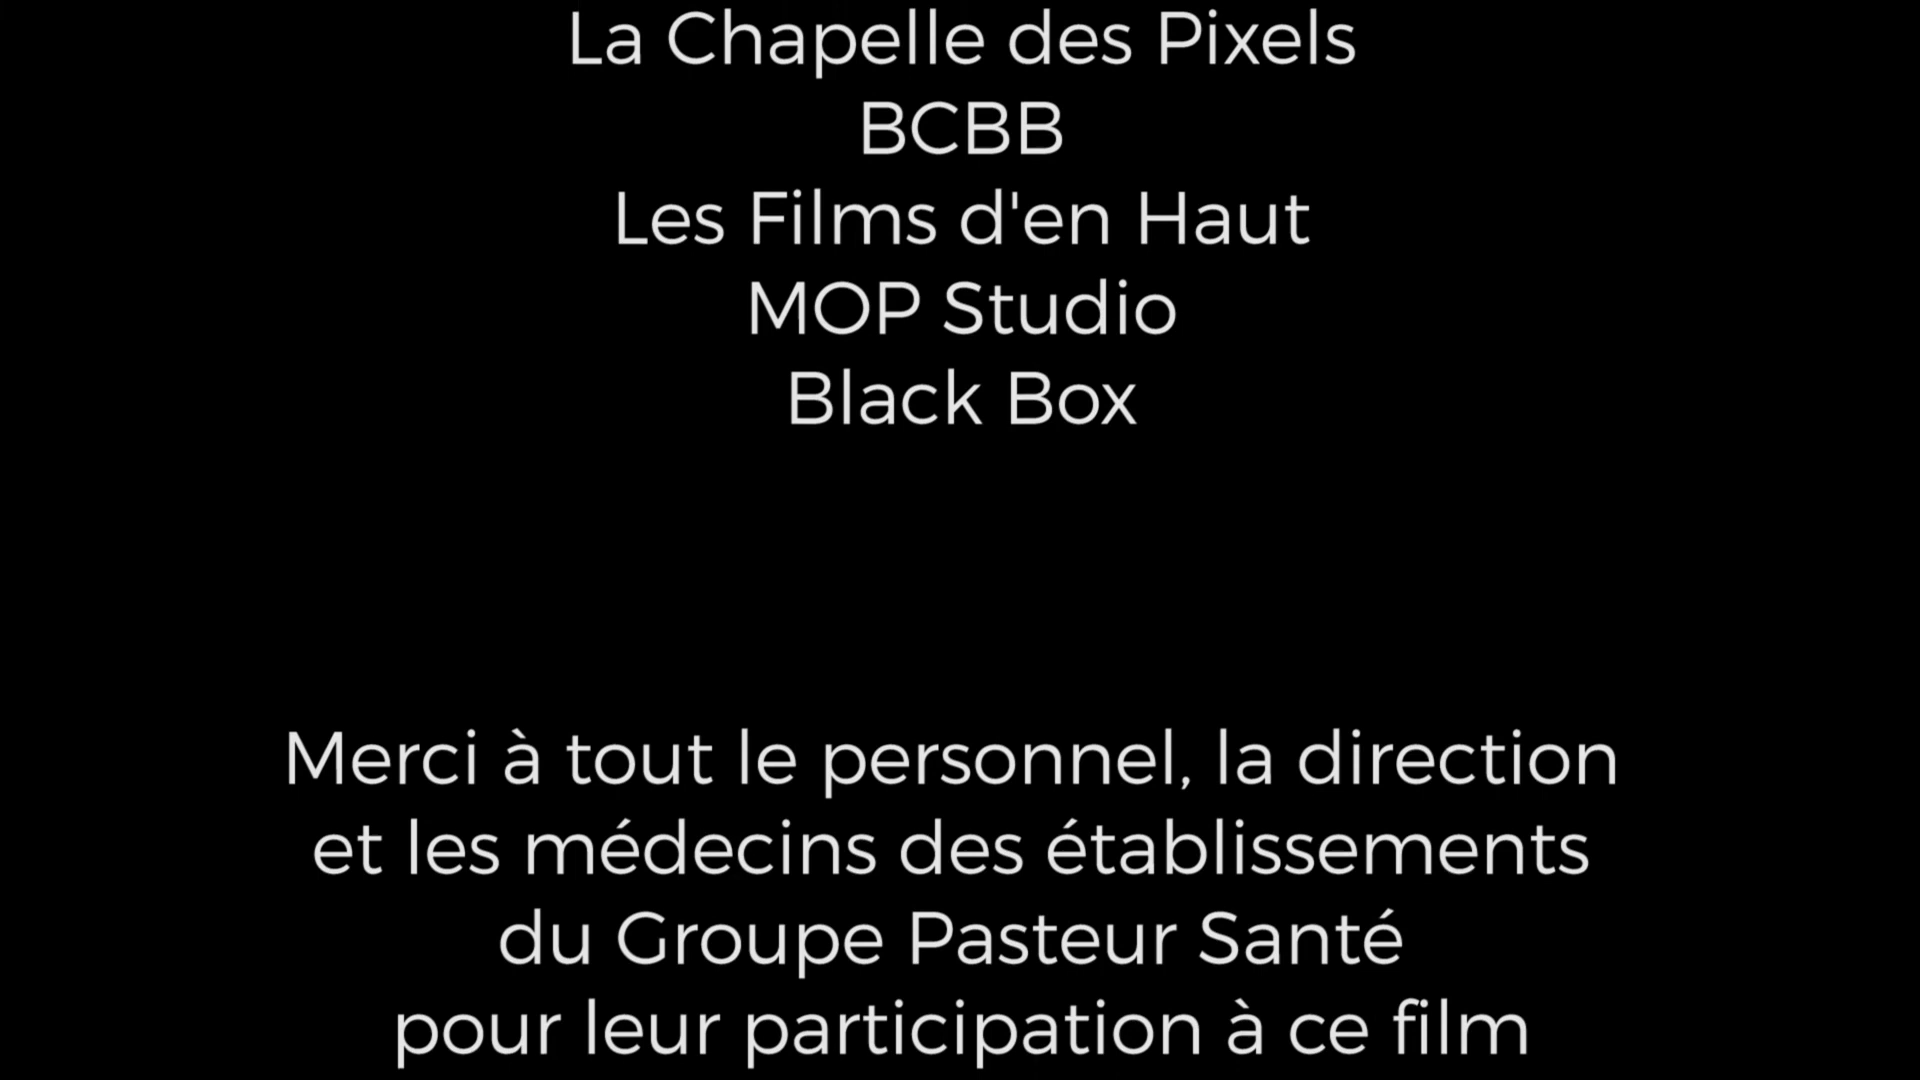 La Chapelle des Pixels
BCBB
Les Films d'en Haut
MOP Studio
Black Box
Merci à tout le personnel, la direction
et les médecins des établissements
du Groupe Pasteur Santé
pour leur participation à ce film